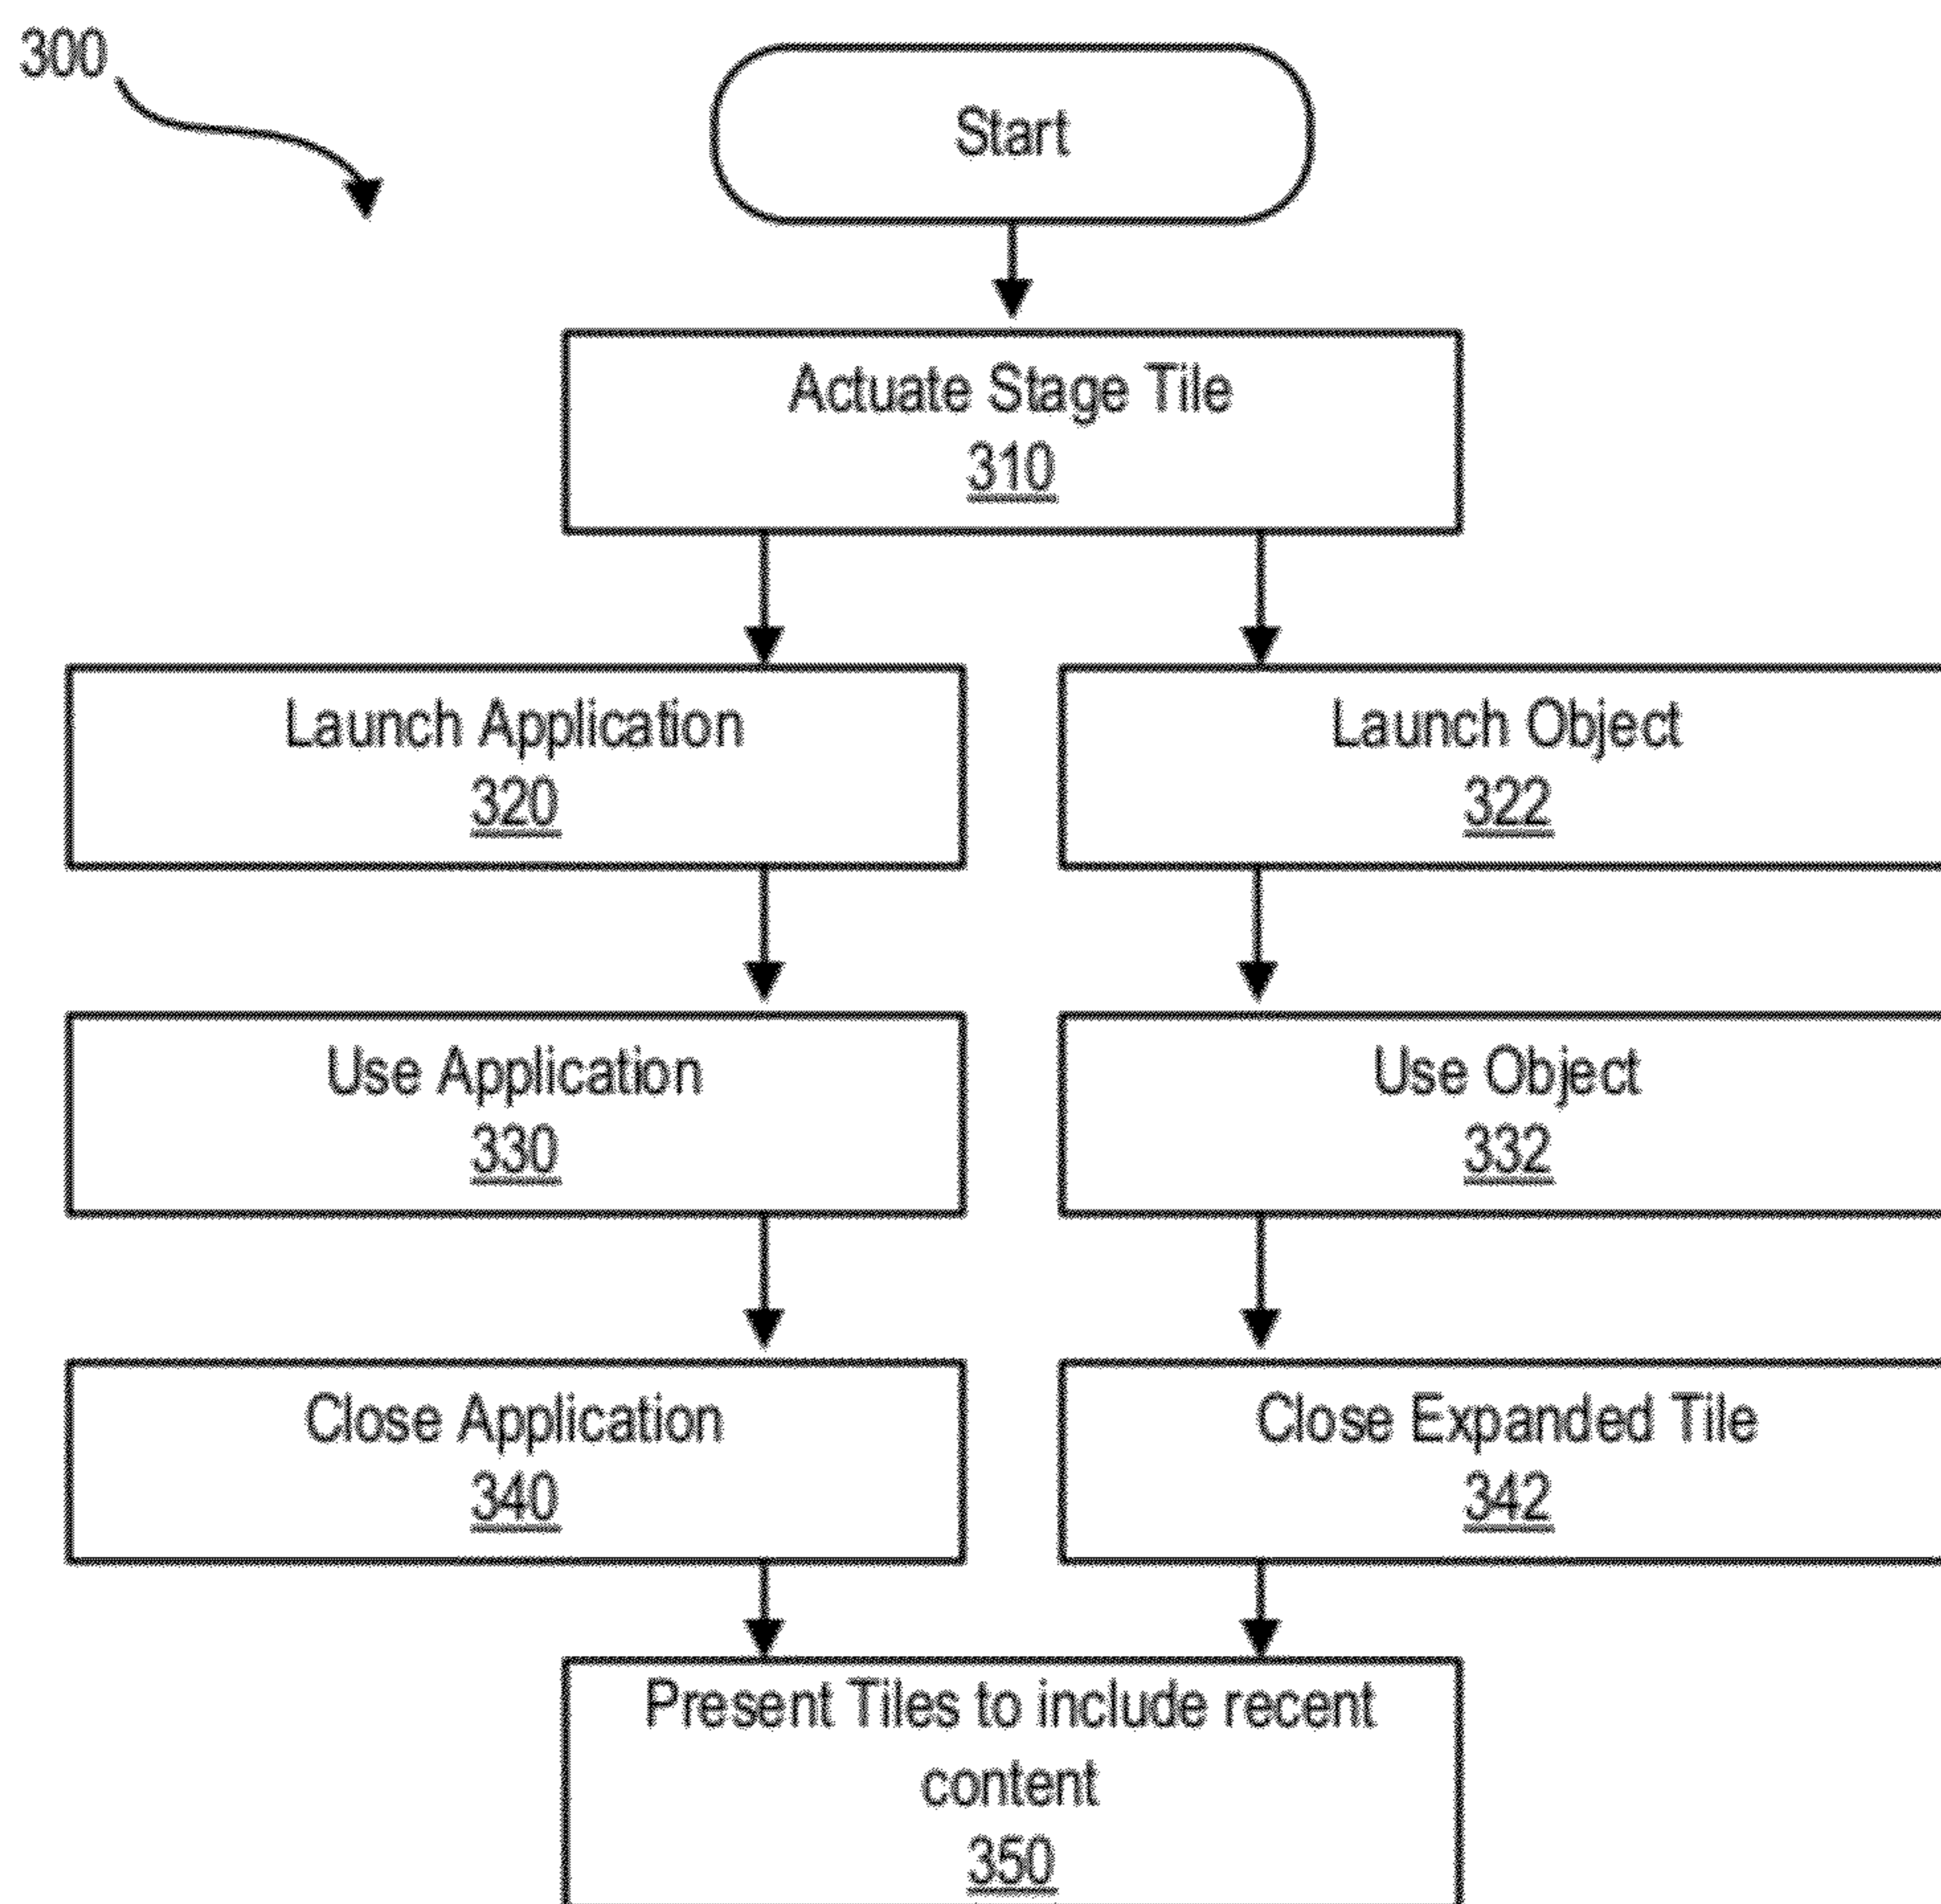 300
Start
Actuate Stage Tile
310
Launch Application
320
Launch Object
322
Use Application
330
Use Object
332
Close Application
340
Close Expanded Tile
342
Present Tiles to include recent
content
350